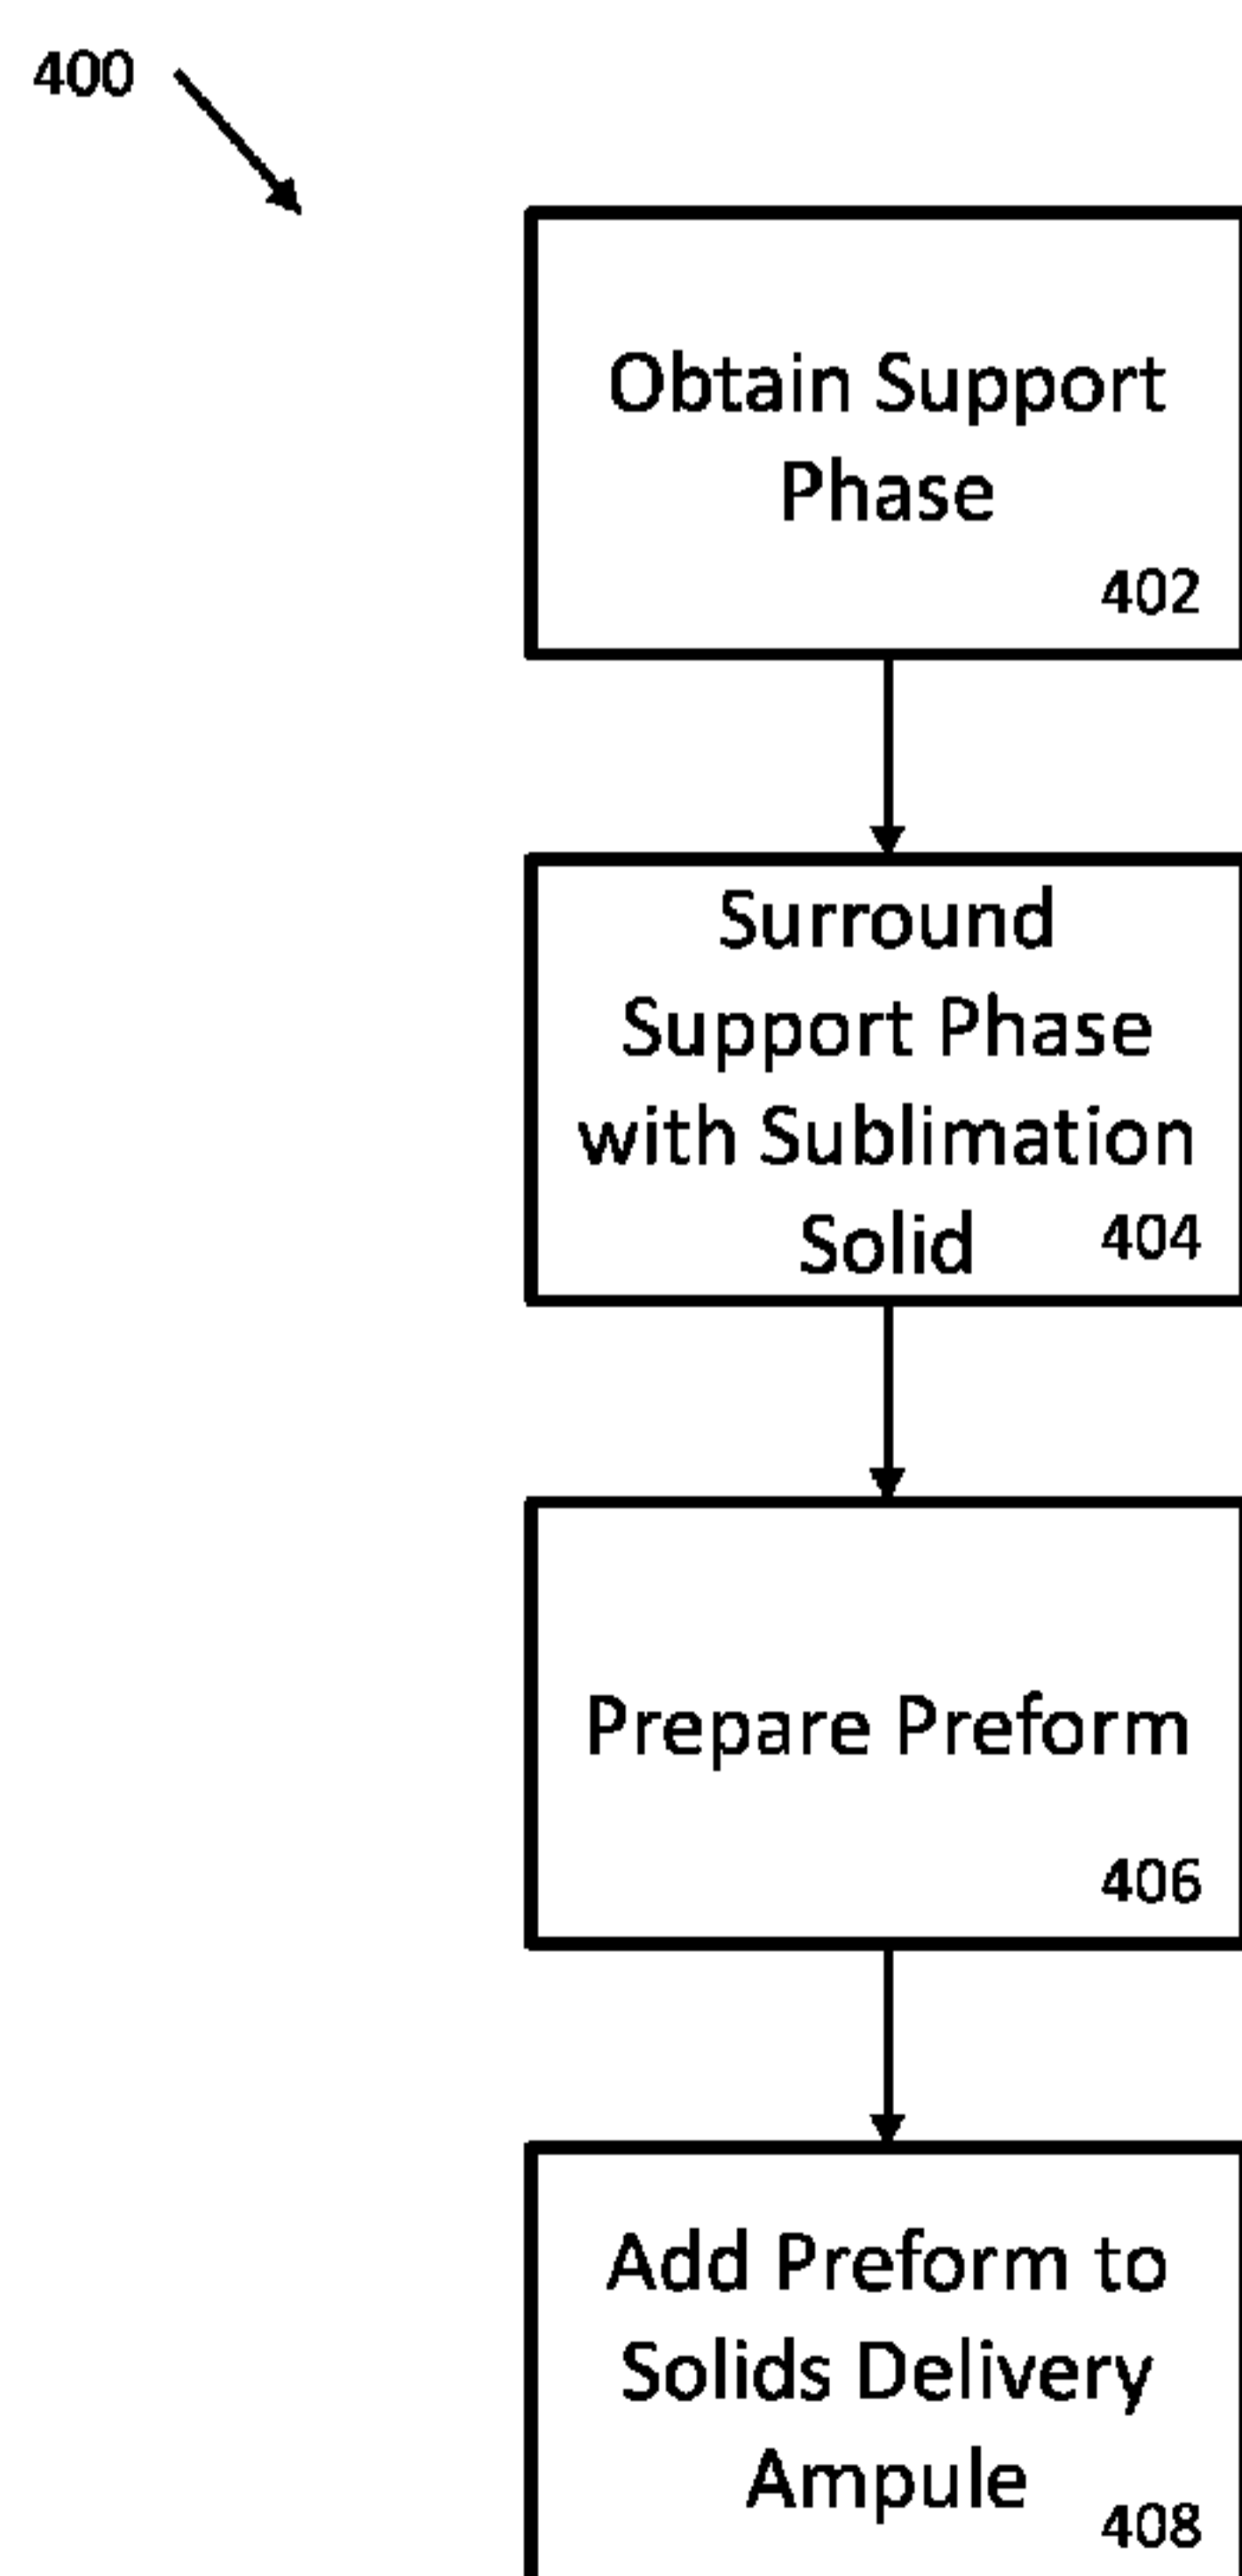 400
Obtain Support
Phase
402
Surround
Support Phase
with Sublimation
Solid 404
Prepare Preform
406
Add Preform to
Solids Delivery
Ampule
408